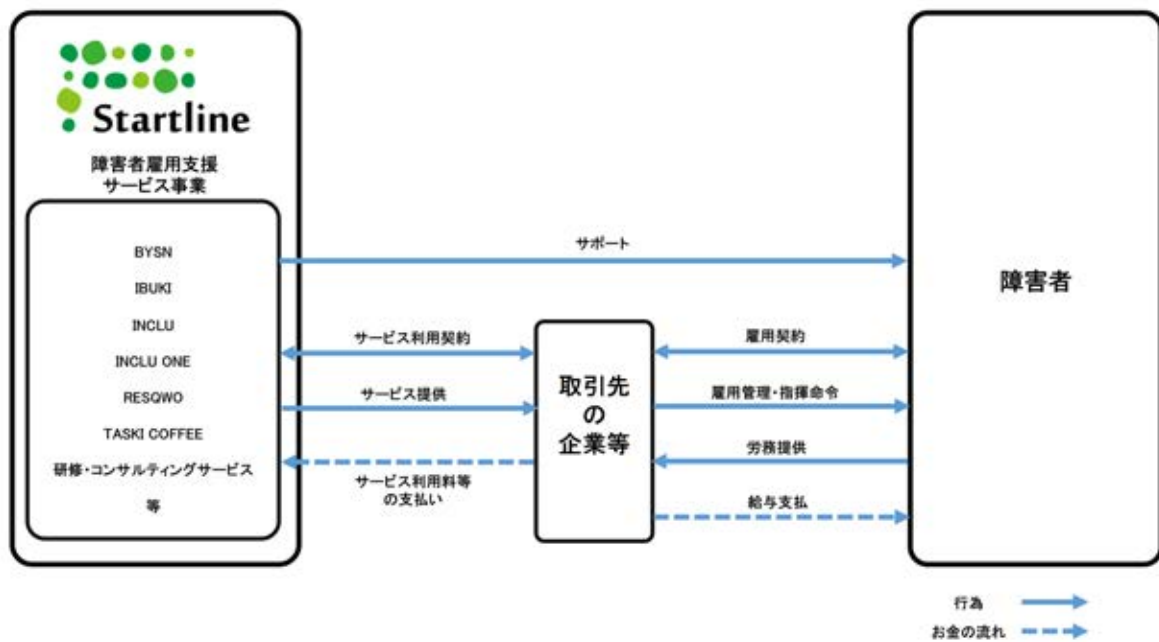 Startline
障害者雇用支援
サービス事業
BYSN
IBUKI
INCLU
INCLU ONE
RESQWO
TASKI COFFEE
研修・コンサルティングサービス
等
サポート
サービス利用契約
サービス提供
サービス利用料等
の支払い
取引先
の
企業等
雇用契約
雇用管理・指揮命令
労務提供
給与支払
障害者
行為
お金の流れ